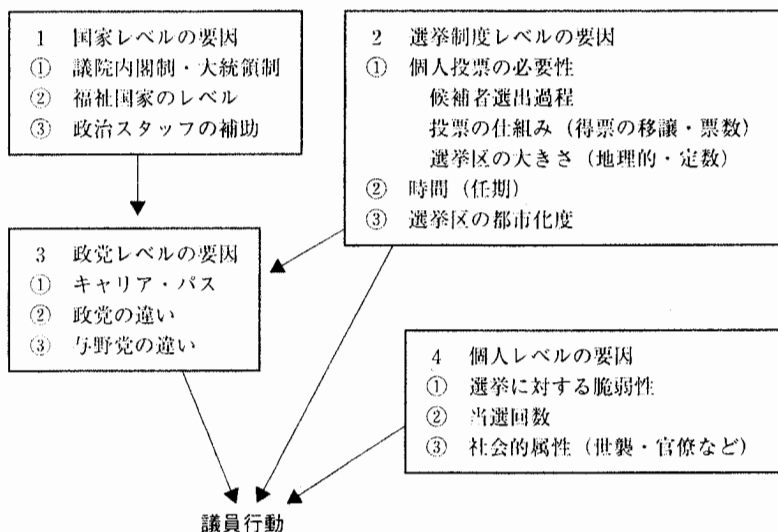 1 国家レベルの要因
① 議院内閣制・大統領制
② 福祉国家のレベル
③ 政治スタッフの補助
2 選挙制度レベルの要因
① 個人投票の必要性
候補者選出過程
投票の仕組み（得票の移譲・票数）
選挙区の大きさ（地理的・定数）
② 時間（任期）
③ 選挙区の都市化度
3 政党レベルの要因
① キャリア・パス
② 政党の違い
③ 与野党の違い
4 個人レベルの要因
① 選挙に対する脆弱性
② 当選回数
③ 社会的属性（世襲・官僚など）
議員行動